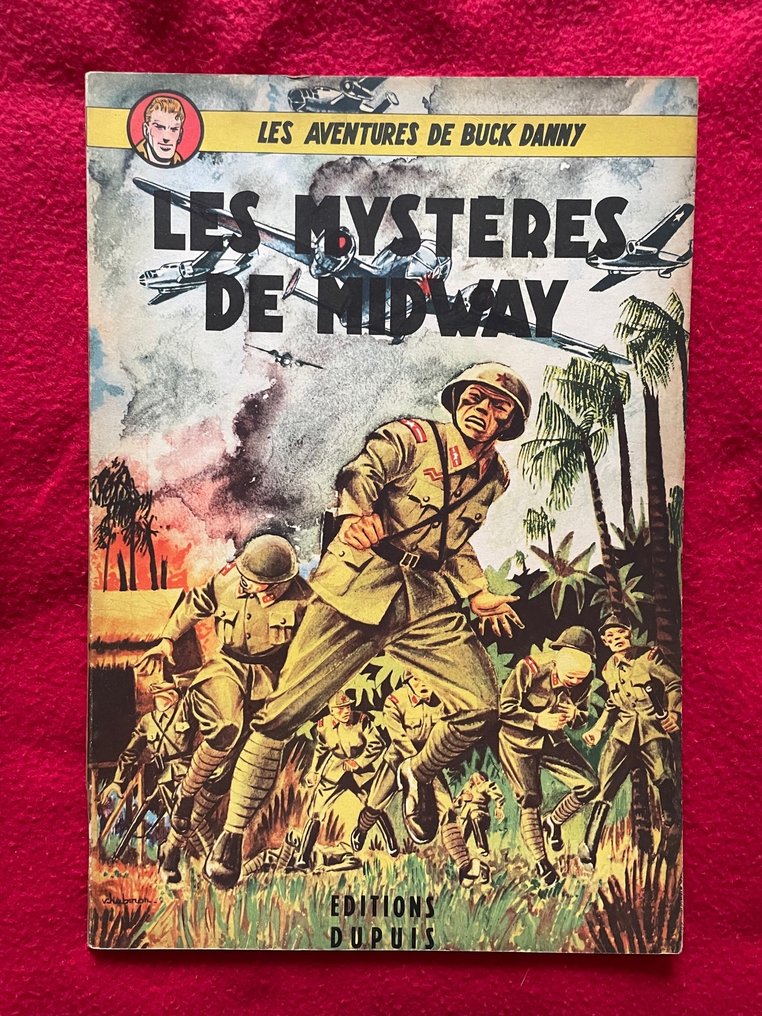 LES AVENTURES DE BUCK DANNY
LES MYSTERES
DE MIDWAY
EDITIONS
DUPUIS